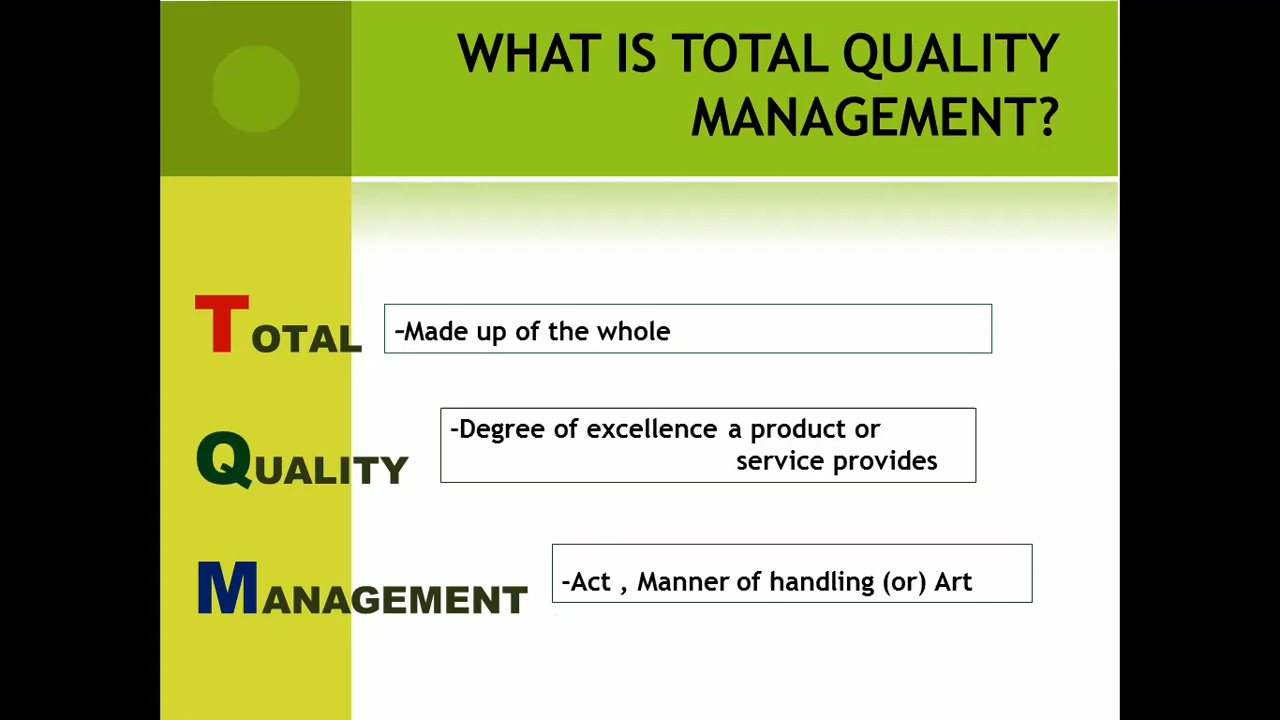 WHAT IS TOTAL QUALITY
MANAGEMENT?
TOTAL -Made up of the whole
QUALITY -Degree of excellence a product or
service provides
MANAGEMENT -Act , Manner of handling (or) Art